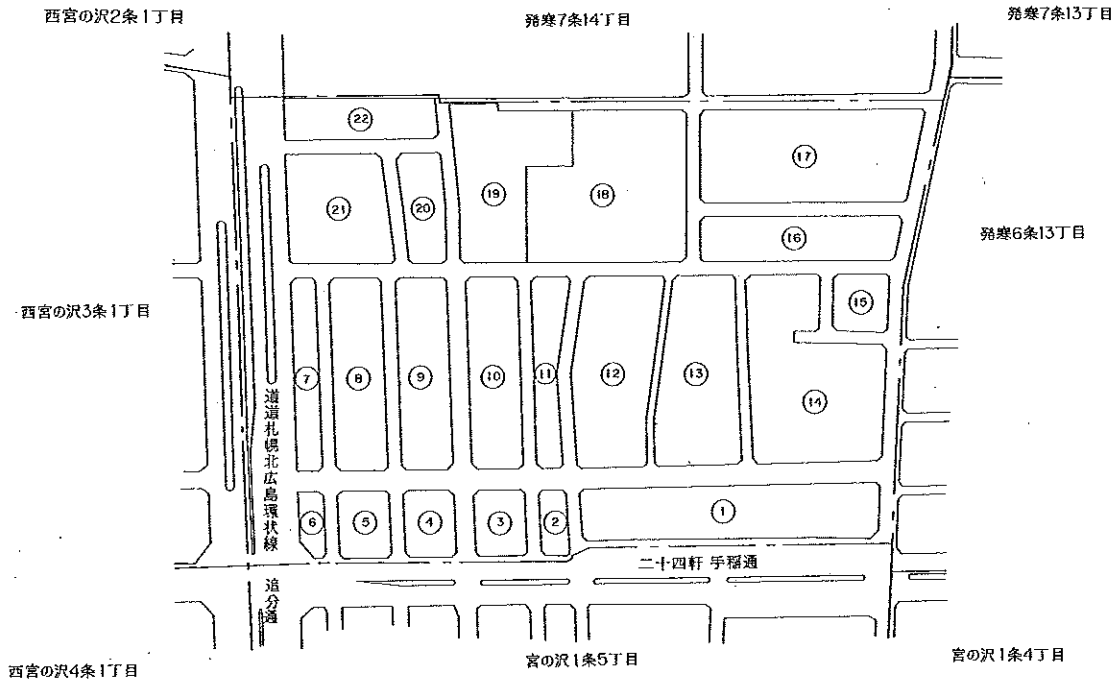 西宮の沢2条1丁目
発寒7条14丁目
発寒7条13丁目
22
17
21
20
19
18
16
発寒6条13丁目
西宮の沢3条1丁目
15
7
8
9
10
11
12
13
14
道道札幌北広島環状線
6
5
4
3
2
1
二十四軒 手稲通
追分通
西宮の沢4条1丁目
宮の沢1条5丁目
宮の沢1条4丁目